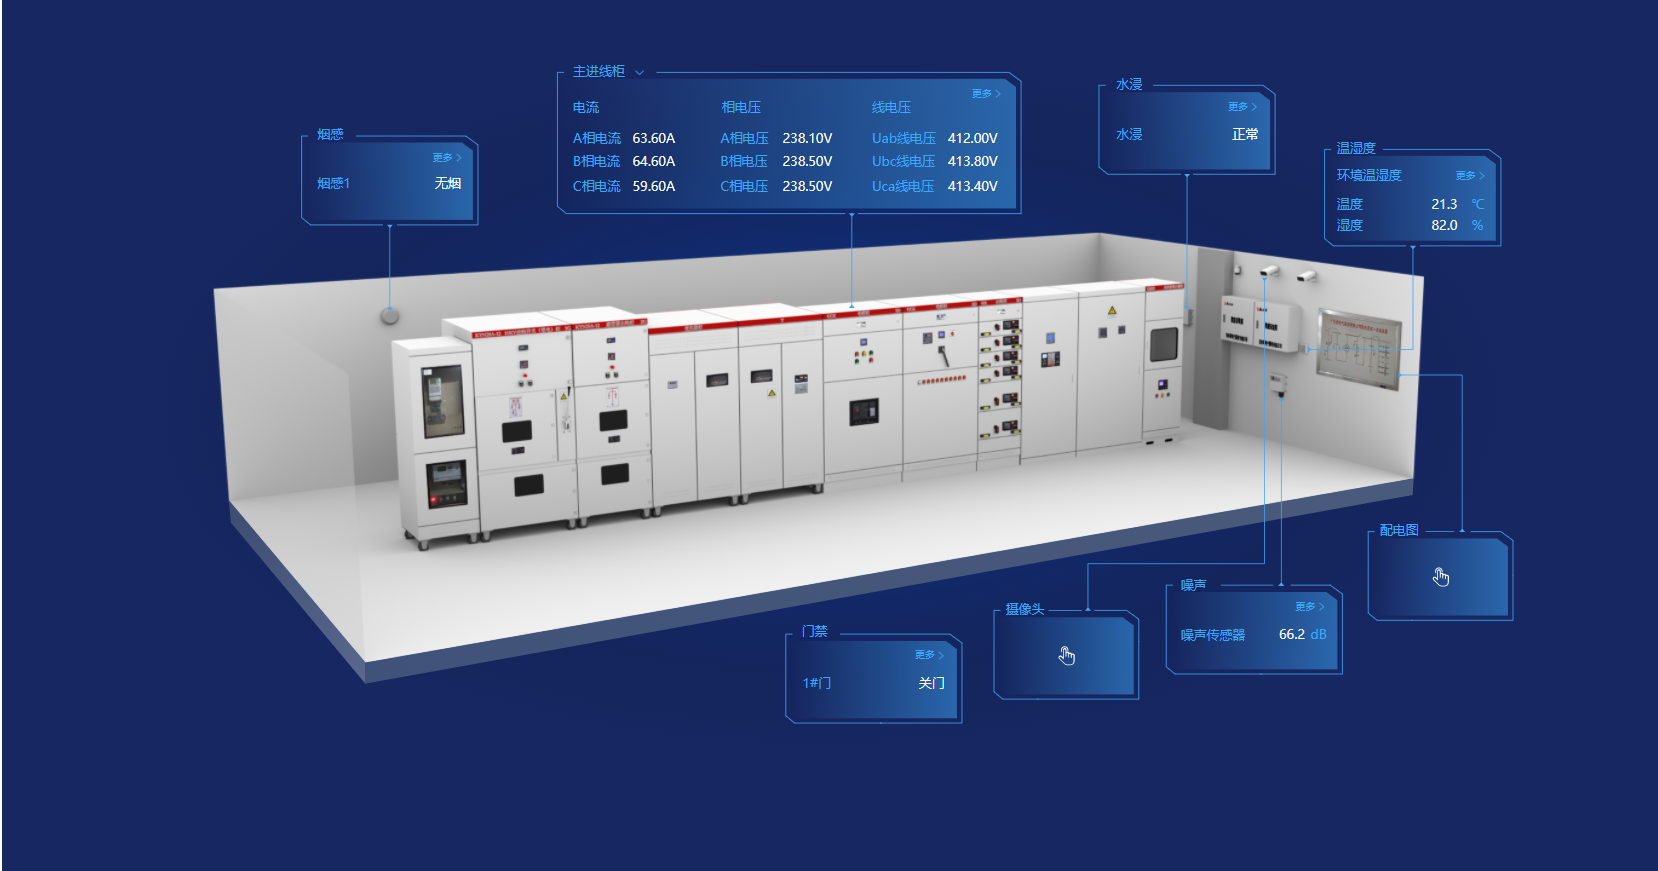 主进线柜
更多
电流 相电压 线电压
A相电流 63.60A A相电压 238.10V Uab线电压 412.00V
B相电流 64.60A B相电压 238.50V Ubc线电压 413.80V
C相电流 59.60A C相电压 238.50V Uca线电压 413.40V
水浸
更多
水浸 正常
烟感
更多
烟感1 无烟
温湿度
环境温湿度 更多
温度 21.3 ℃
湿度 82.0 %
配电图
噪声
更多
噪声传感器 66.2 dB
摄像头
门禁
更多
1#门 关门